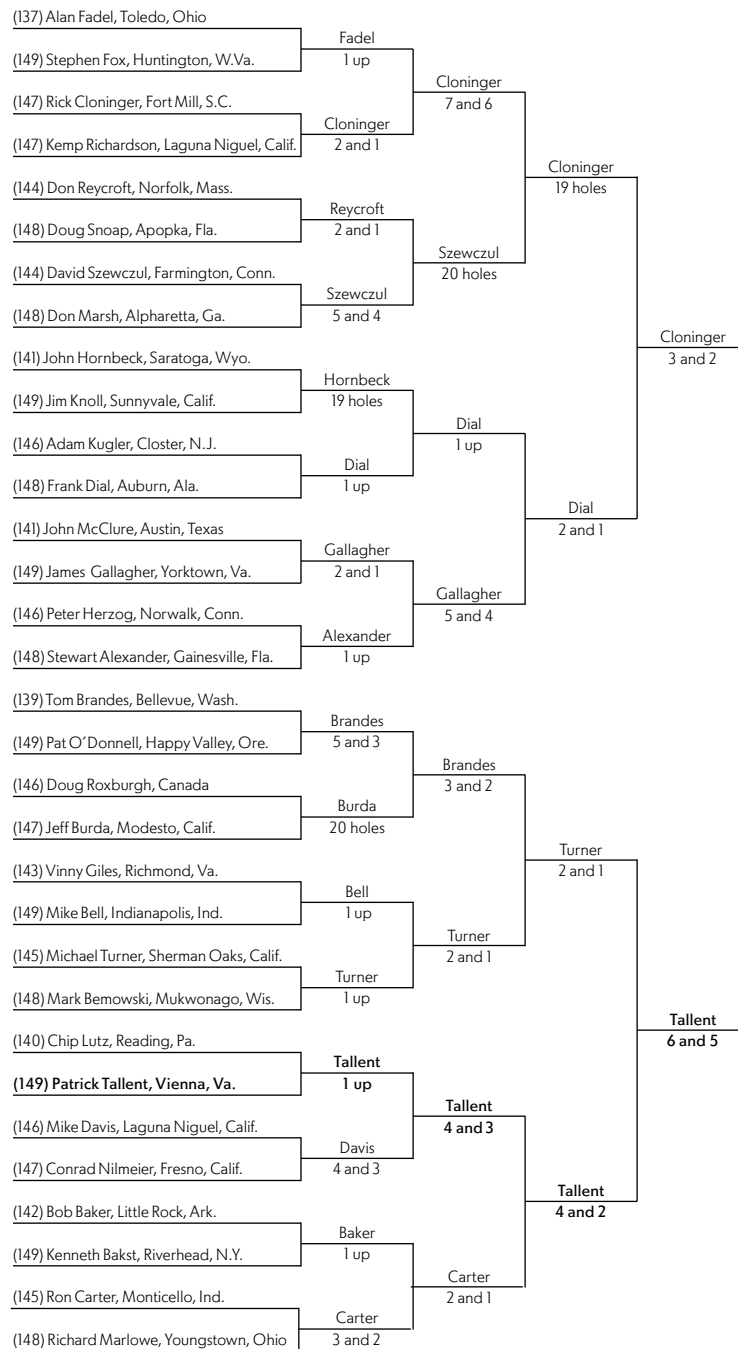 (137) Alan Fadel, Toledo, Ohio
(149) Stephen Fox, Huntington, W.Va.
(147) Rick Cloninger, Fort Mill, S.C.
(147) Kemp Richardson, Laguna Niguel, Calif.
(144) Don Reycroft, Norfolk, Mass.
(148) Doug Snoap, Apopka, Fla.
(144) David Szewczul, Farmington, Conn.
(148) Don Marsh, Alpharetta, Ga.
(141) John Hornbeck, Saratoga, Wyo.
(149) Jim Knoll, Sunnyvale, Calif.
(146) Adam Kugler, Closter, N.J.
(148) Frank Dial, Auburn, Ala.
(141) John McClure, Austin, Texas
(149) James Gallagher, Yorktown, Va.
(146) Peter Herzog, Norwalk, Conn.
(148) Stewart Alexander, Gainesville, Fla.
(139) Tom Brandes, Bellevue, Wash.
(149) Pat O´Donnell, Happy Valley, Ore.
(146) Doug Roxburgh, Canada
(147) Jeff Burda, Modesto, Calif.
(143) Vinny Giles, Richmond, Va.
(149) Mike Bell, Indianapolis, Ind.
(145) Michael Turner, Sherman Oaks, Calif.
(148) Mark Bemowski, Mukwonago, Wis.
(140) Chip Lutz, Reading, Pa.
(149) Patrick Tallent, Vienna, Va.
(146) Mike Davis, Laguna Niguel, Calif.
(147) Conrad Nilmeier, Fresno, Calif.
(142) Bob Baker, Little Rock, Ark.
(149) Kenneth Bakst, Riverhead, N.Y.
(145) Ron Carter, Monticello, Ind.
(148) Richard Marlowe, Youngstown, Ohio
Fadel
1 up
Cloninger
2 and 1
Reycroft
2 and 1
Szewczul
5 and 4
Hornbeck
19 holes
Dial
1 up
Gallagher
2 and 1
Alexander
1 up
Brandes
5 and 3
Burda
20 holes
Bell
1 up
Turner
1 up
Tallent
1 up
Davis
4 and 3
Baker
1 up
Carter
3 and 2
Cloninger
7 and 6
Szewczul
20 holes
Dial
1 up
Gallagher
5 and 4
Brandes
3 and 2
Turner
2 and 1
Tallent
4 and 3
Carter
2 and 1
Cloninger
19 holes
Dial
2 and 1
Turner
2 and 1
Tallent
4 and 2
Cloninger
3 and 2
Tallent
6 and 5